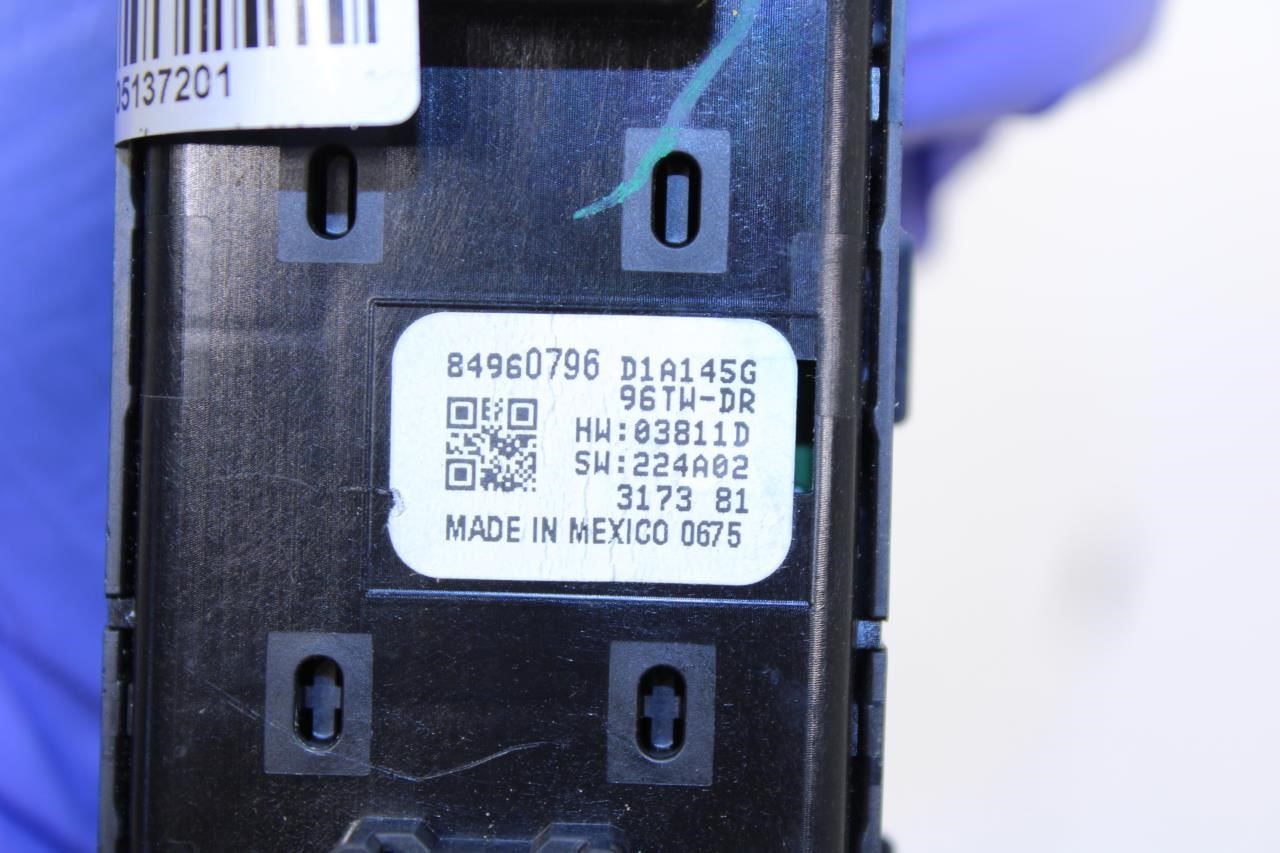 05137201
84960796 D1A145G
96TW-DR
HW:03811D
SW:224A02
3173 81
MADE IN MEXICO 0675